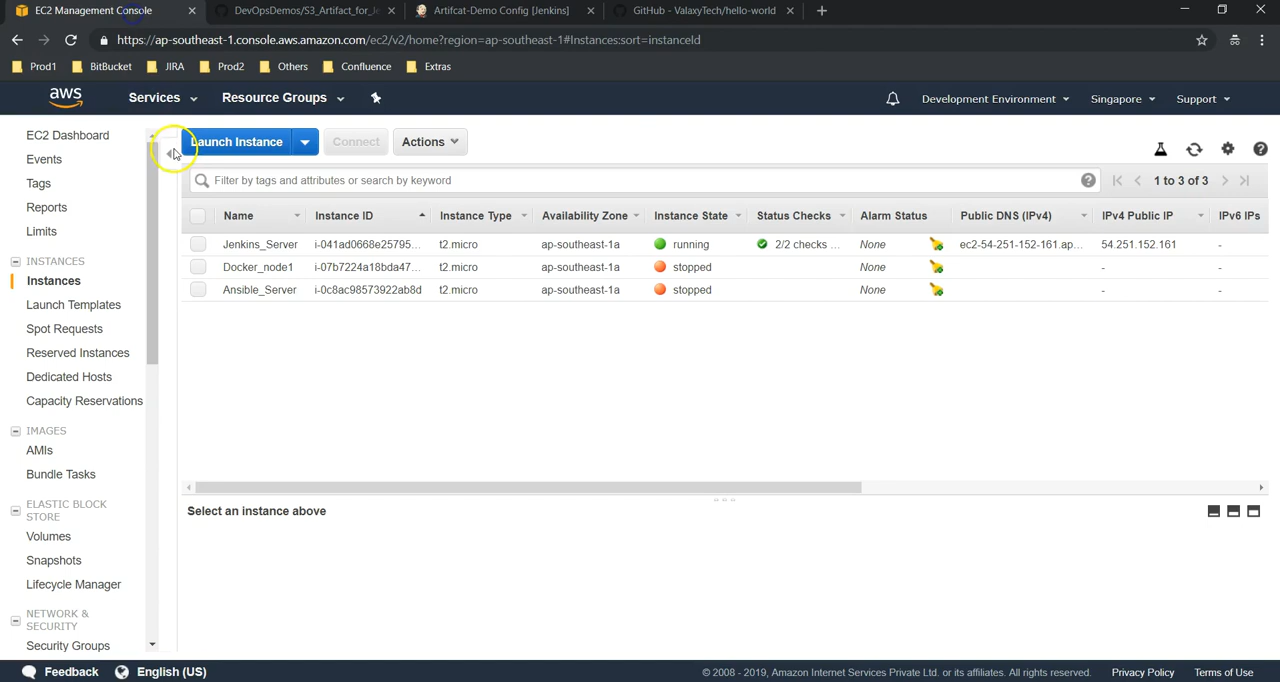 EC2 Management Console
DevOpsDemos/S3_Artifact_for_Je
Artifcat-Demo Config [Jenkins]
GitHub - ValaxyTech/hello-world
https://ap-southeast-1.console.aws.amazon.com/ec2/v2/home?region=ap-southeast-1#Instances:sort=instanceId
Prod1 BitBucket JIRA Prod2 Others Confluence Extras
aws Services Resource Groups Development Environment Singapore Support
EC2 Dashboard
Events
Tags
Reports
Limits
INSTANCES
Instances
Launch Templates
Spot Requests
Reserved Instances
Dedicated Hosts
Capacity Reservations
IMAGES
AMIs
Bundle Tasks
ELASTIC BLOCK
STORE
Volumes
Snapshots
Lifecycle Manager
NETWORK &
SECURITY
Security Groups
Launch Instance Connect Actions
Filter by tags and attributes or search by keyword 1 to 3 of 3
Name Instance ID Instance Type Availability Zone Instance State Status Checks Alarm Status Public DNS (IPv4) IPv4 Public IP IPv6 IPs
Jenkins_Server i-041ad0668e25795... t2.micro ap-southeast-1a running 2/2 checks ... None ec2-54-251-152-161.ap... 54.251.152.161 -
Docker_node1 i-07b7224a18bda47... t2.micro ap-southeast-1a stopped None - -
Ansible_Server i-0c8ac98573922ab8d t2.micro ap-southeast-1a stopped None - -
Select an instance above
Feedback English (US) © 2008 - 2019, Amazon Internet Services Private Ltd. or its affiliates. All rights reserved. Privacy Policy Terms of Use